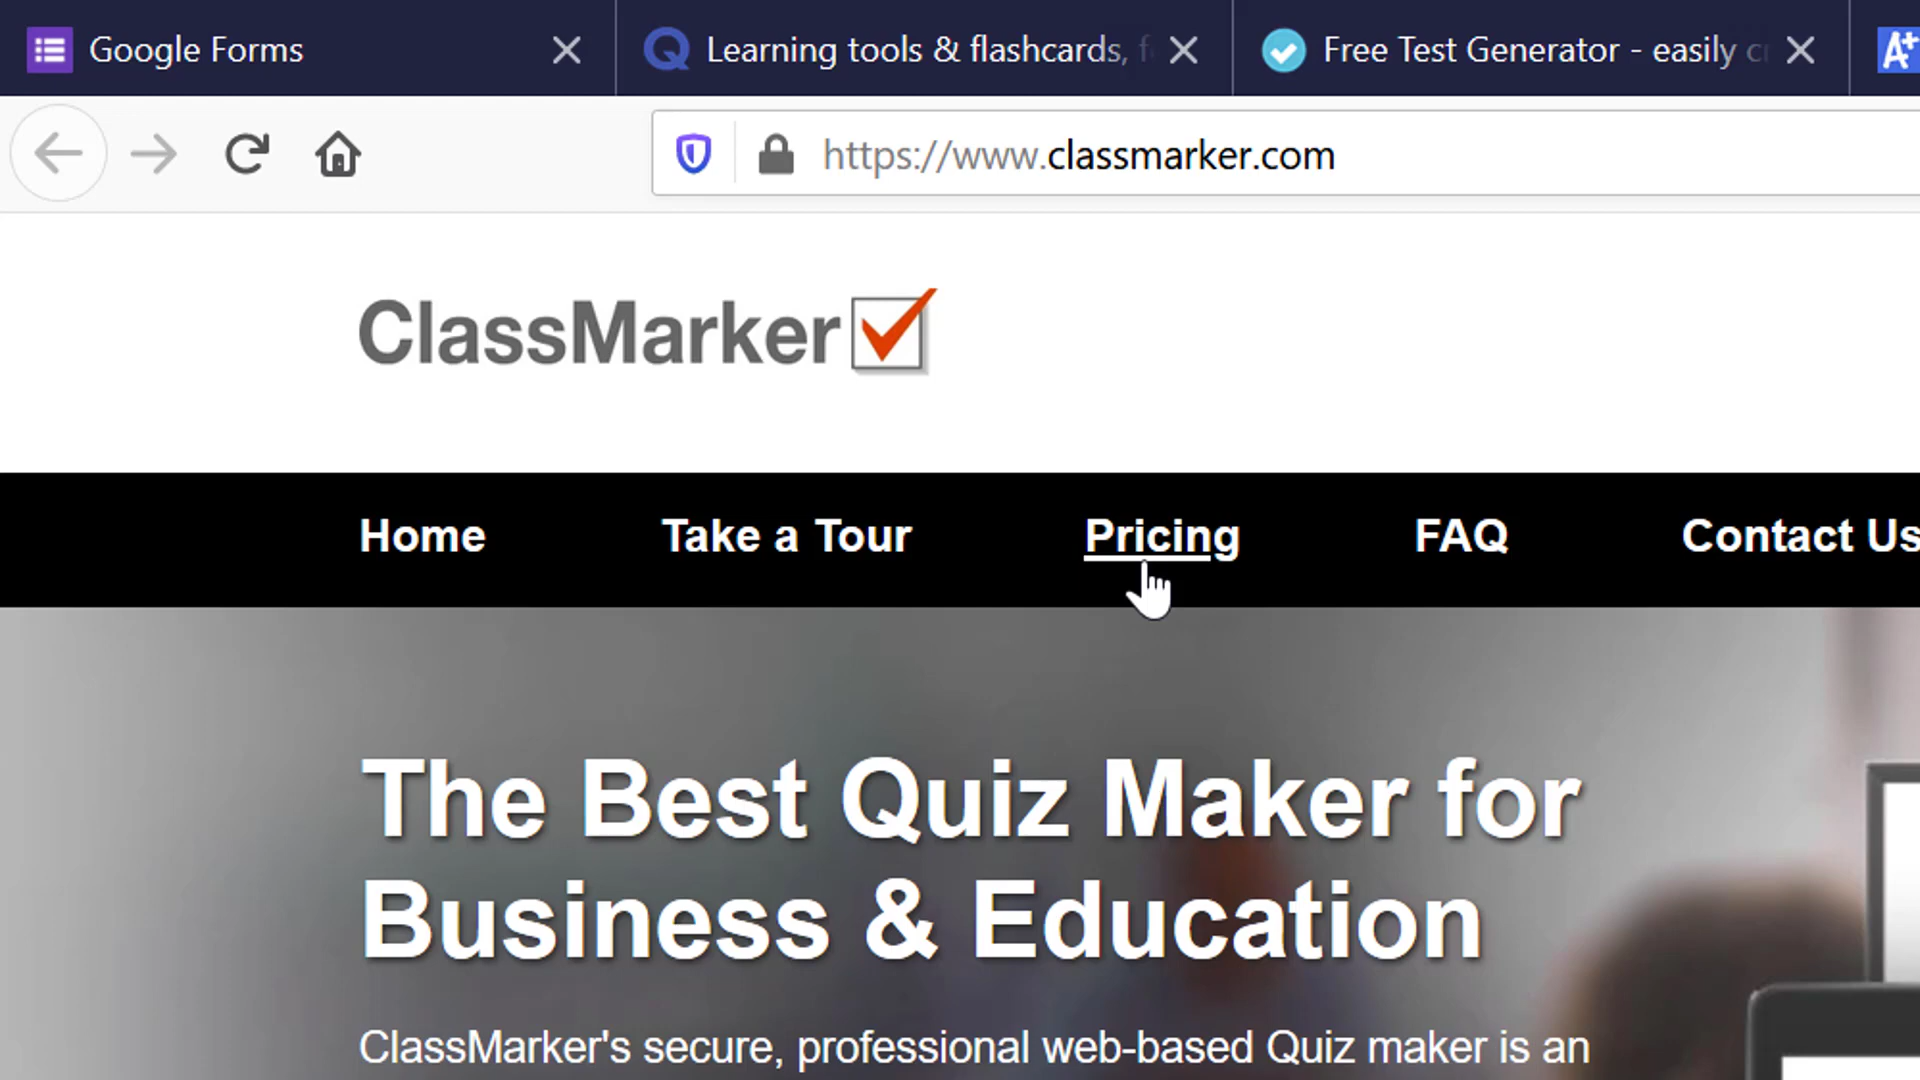 Google Forms
Learning tools & flashcards,
Free Test Generator - easily
A+
https://www.classmarker.com
ClassMarker
Home Take a Tour Pricing FAQ Contact Us
The Best Quiz Maker for
Business & Education
ClassMarker's secure, professional web-based Quiz maker is an